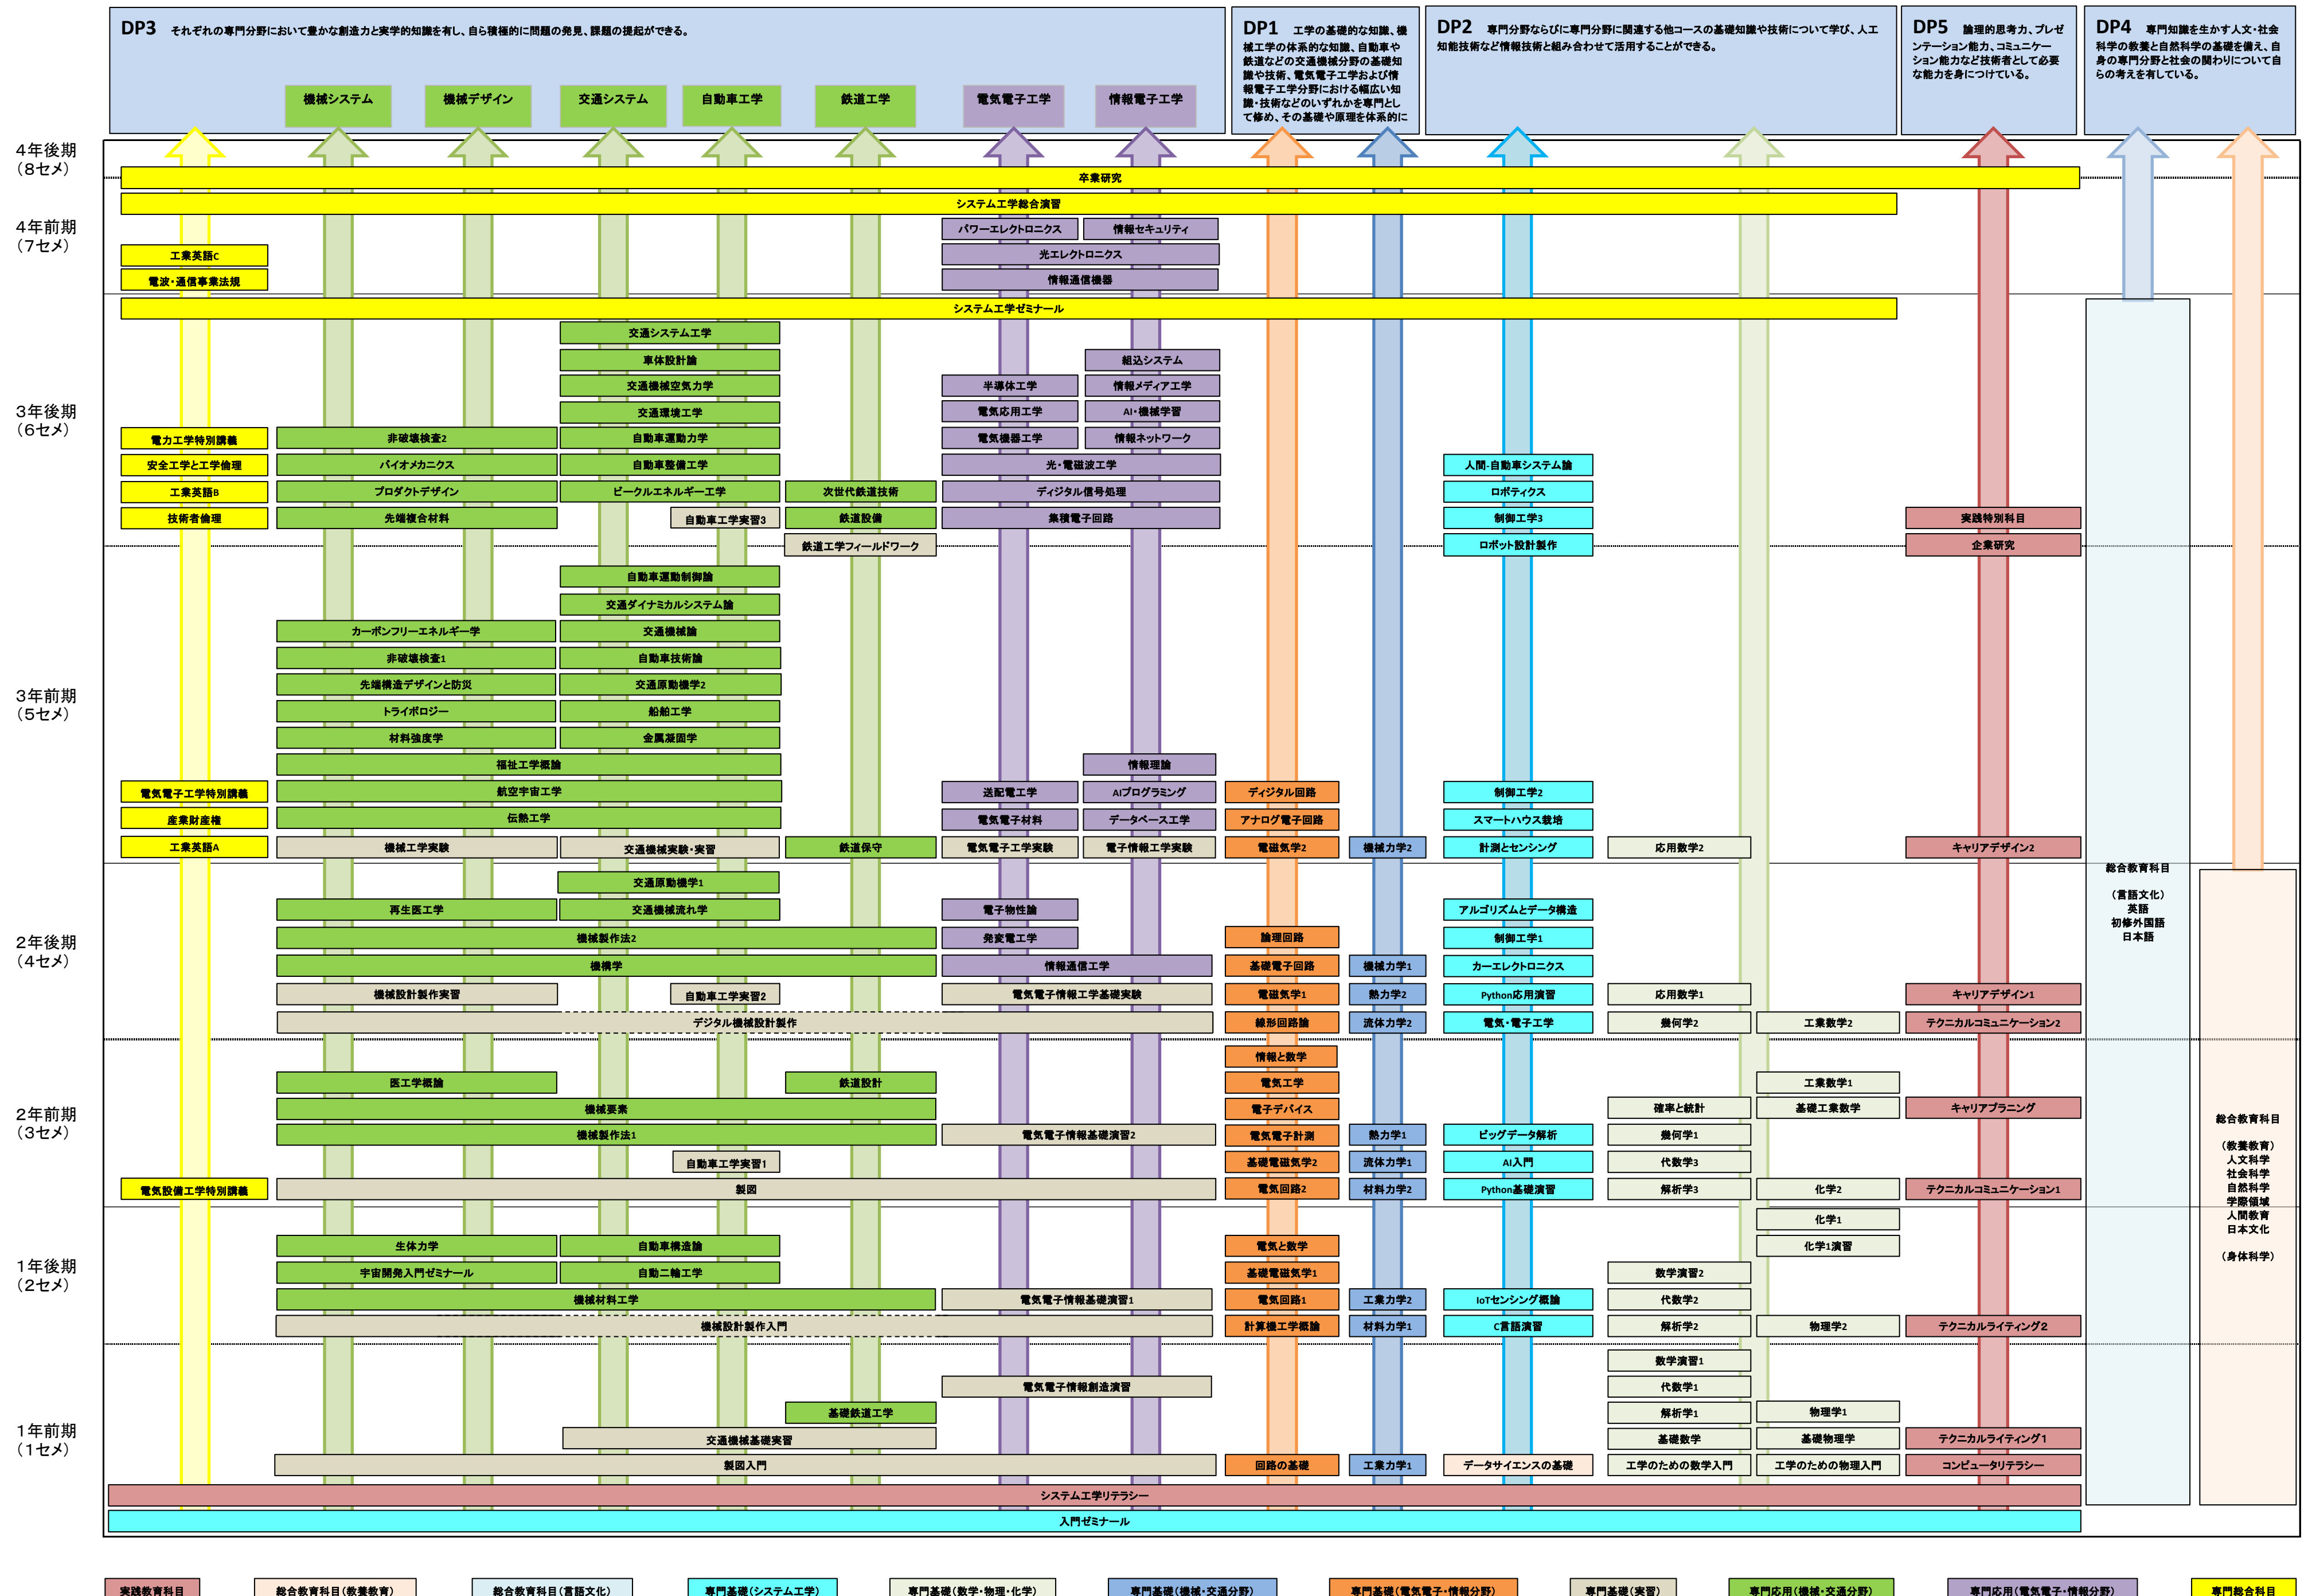 DP3 それぞれの専門分野において豊かな創造力と実学的知識を有し、自ら積極的に問題の発見、課題の提起ができる。
機械システム
機械デザイン
交通システム
自動車工学
鉄道工学
電気電子工学
情報電子工学
DP1 工学の基礎的な知識、機
械工学の体系的な知識、自動車や
鉄道などの交通機械分野の基礎知
識や技術、電気電子工学および情
報電子工学分野における幅広い知
識・技術などのいずれかを専門とし
て修め、その基礎や原理を体系的に
DP2 専門分野ならびに専門分野に関連する他コースの基礎知識や技術について学び、人工
知能技術など情報技術と組み合わせて活用することができる。
DP5 論理的思考力、プレゼ
ンテーション能力、コミュニケー
ション能力など技術者として必要
な能力を身につけている。
DP4 専門知識を生かす人文・社会
科学の教養と自然科学の基礎を備え、自
身の専門分野と社会の関わりについて自
らの考えを有している。
4年後期
(8セメ)
卒業研究
システム工学総合演習
4年前期
(7セメ)
パワーエレクトロニクス
情報セキュリティ
工業英語C
光エレクトロニクス
電波・通信事業法規
情報通信機器
システム工学ゼミナール
3年後期
(6セメ)
交通システム工学
車体設計論
組込システム
交通機械空気力学
半導体工学
情報メディア工学
交通環境工学
電気応用工学
AI・機械学習
電力工学特別講義
非破壊検査2
自動車運動力学
電気機器工学
情報ネットワーク
安全工学と工学倫理
バイオメカニクス
自動車整備工学
光・電磁波工学
人間-自動車システム論
工業英語B
プロダクトデザイン
ビークルエネルギー工学
次世代鉄道技術
ディジタル信号処理
ロボティクス
技術者倫理
先端複合材料
自動車工学実習3
鉄道設備
集積電子回路
制御工学3
実践特別科目
鉄道工学フィールドワーク
ロボット設計製作
企業研究
3年前期
(5セメ)
自動車運動制御論
交通ダイナミカルシステム論
カーボンフリーエネルギー学
交通機械論
非破壊検査1
自動車技術論
先端構造デザインと防災
交通原動機学2
トライボロジー
船舶工学
材料強度学
金属凝固学
福祉工学概論
情報理論
電気電子工学特別講義
航空宇宙工学
送配電工学
AIプログラミング
ディジタル回路
制御工学2
産業財産権
伝熱工学
電気電子材料
データベース工学
アナログ電子回路
スマートハウス栽培
工業英語A
機械工学実験
交通機械実験・実習
鉄道保守
電気電子工学実験
電子情報工学実験
電磁気学2
機械力学2
計測とセンシング
応用数学2
キャリアデザイン2
総合教育科目
(言語文化)
英語
初修外国語
日本語
2年後期
(4セメ)
交通原動機学1
再生医工学
交通機械流れ学
電子物性論
アルゴリズムとデータ構造
機械製作法2
発変電工学
論理回路
制御工学1
機構学
情報通信工学
基礎電子回路
機械力学1
カーエレクトロニクス
機械設計製作実習
自動車工学実習2
電気電子情報工学基礎実験
電磁気学1
熱力学2
Python応用演習
応用数学1
キャリアデザイン1
デジタル機械設計製作
線形回路論
流体力学2
電気・電子工学
幾何学2
工業数学2
テクニカルコミュニケーション2
2年前期
(3セメ)
情報と数学
医工学概論
鉄道設計
電気工学
工業数学1
機械要素
電子デバイス
確率と統計
基礎工業数学
キャリアプラニング
機械製作法1
電気電子情報基礎演習2
電気電子計測
熱力学1
ビッグデータ解析
幾何学1
自動車工学実習1
基礎電磁気学2
流体力学1
AI入門
代数学3
電気設備工学特別講義
製図
電気回路2
材料力学2
Python基礎演習
解析学3
化学2
テクニカルコミュニケーション1
総合教育科目
(教養教育)
人文科学
社会科学
自然科学
学際領域
人間教育
日本文化
(身体科学)
1年後期
(2セメ)
化学1
生体力学
自動車構造論
電気と数学
化学1演習
宇宙開発入門ゼミナール
自動二輪工学
基礎電磁気学1
数学演習2
機械材料工学
電気電子情報基礎演習1
電気回路1
工業力学2
IoTセンシング概論
代数学2
機械設計製作入門
計算機工学概論
材料力学1
C言語演習
解析学2
物理学2
テクニカルライティング2
1年前期
(1セメ)
数学演習1
電気電子情報創造演習
代数学1
基礎鉄道工学
解析学1
物理学1
交通機械基礎実習
基礎数学
基礎物理学
テクニカルライティング1
製図入門
回路の基礎
工業力学1
データサイエンスの基礎
工学のための数学入門
工学のための物理入門
コンピュータリテラシー
システム工学リテラシー
入門ゼミナール
実践教育科目
総合教育科目(教養教育)
総合教育科目(言語文化)
専門基礎(システム工学)
専門基礎(数学・物理・化学)
専門基礎(機械・交通分野)
専門基礎(電気電子・情報分野)
専門基礎(実習)
専門応用(機械・交通分野)
専門応用(電気電子・情報分野)
専門総合科目